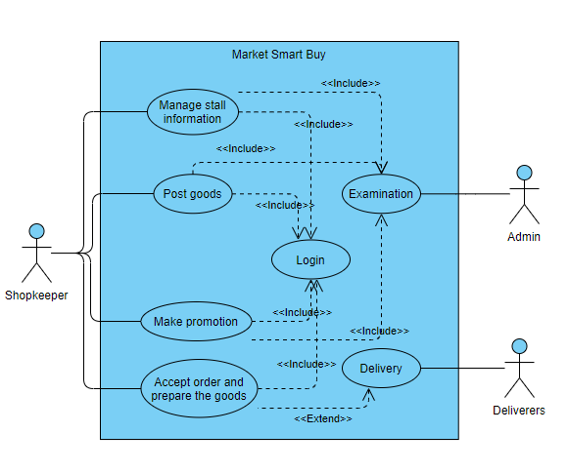 Market Smart Buy
<<Include>>
Manage stall
information
<<Include>>
<<Include>>
Post goods
<<Include>>
Examination
Admin
Login
Shopkeeper
<<Include>>
Make promotion
<<Include>>
<<Include>>
Delivery
Accept order and
prepare the goods
Deliverers
<<Extend>>